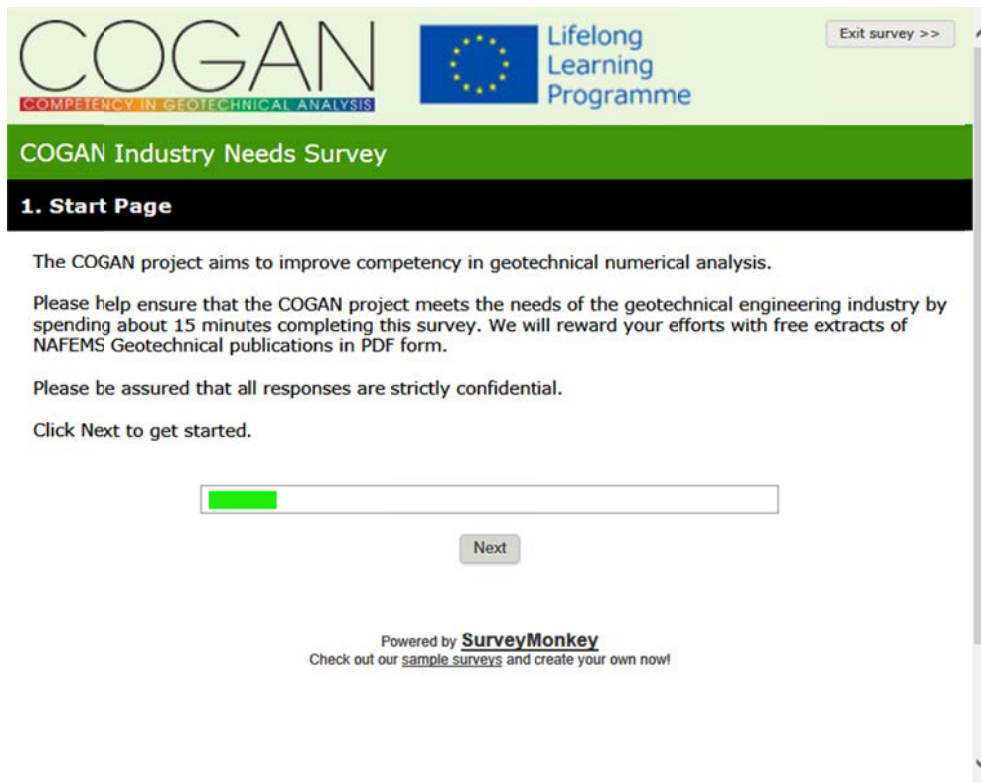 COGAN
COMPETENCY IN GEOTECHNICAL ANALYSIS
Lifelong
Learning
Programme
Exit survey >>
COGAN Industry Needs Survey
1. Start Page
The COGAN project aims to improve competency in geotechnical numerical analysis.
Please help ensure that the COGAN project meets the needs of the geotechnical engineering industry by
spending about 15 minutes completing this survey. We will reward your efforts with free extracts of
NAFEMS Geotechnical publications in PDF form.
Please be assured that all responses are strictly confidential.
Click Next to get started.
Next
Powered by SurveyMonkey
Check out our sample surveys and create your own now!